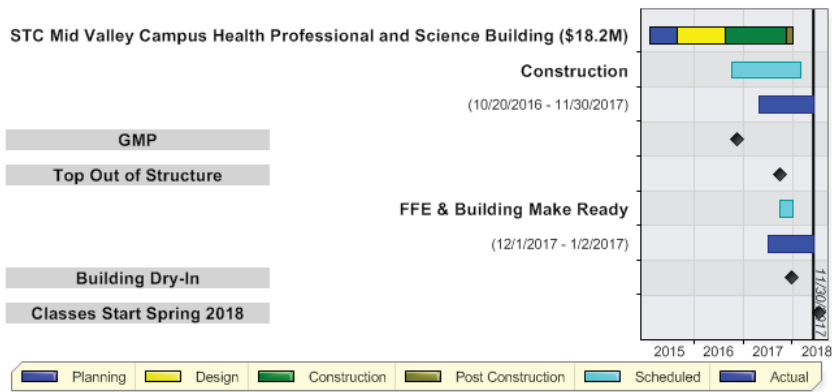 STC Mid Valley Campus Health Professional and Science Building ($18.2M)
Construction
(10/20/2016 - 11/30/2017)
GMP
Top Out of Structure
FFE & Building Make Ready
(12/1/2017 - 1/2/2017)
Building Dry-In
Classes Start Spring 2018
11/30/2017
2015 2016 2017 2018
Planning Design Construction Post Construction Scheduled Actual